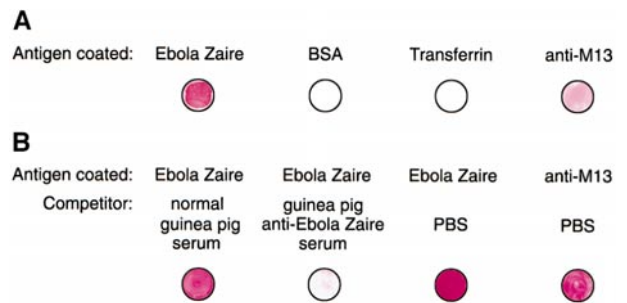 A
Antigen coated: Ebola Zaire BSA Transferrin anti-M13
B
Antigen coated: Ebola Zaire Ebola Zaire Ebola Zaire anti-M13
Competitor: normal guinea pig
guinea pig anti-Ebola Zaire PBS PBS
serum serum